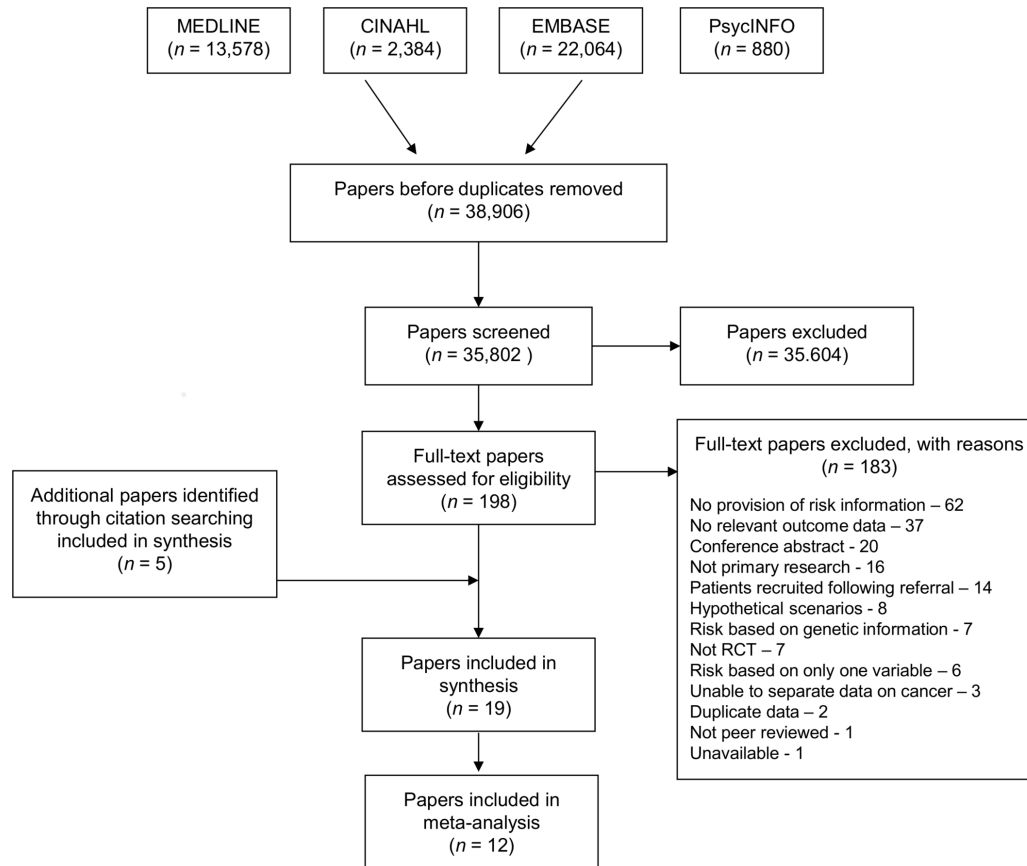 MEDLINE
(n = 13,578)
CINAHL
(n = 2,384)
EMBASE
(n = 22,064)
PsycINFO
(n = 880)
Papers before duplicates removed
(n = 38,906)
Papers screened
(n = 35,802 )
Papers excluded
n = 35.604)
Full-text papers
assessed for eligibility
n = 198)
Full-text papers excluded, with reasons
(n = 183)
No provision of risk information – 62
No relevant outcome data – 37
Conference abstract - 20
Not primary research - 16
Patients recruited following referral – 14
Hypothetical scenarios – 8
Risk based on genetic information - 7
Not RCT – 7
Risk based on only one variable – 6
Unable to separate data on cancer – 3
Duplicate data – 2
Not peer reviewed - 1
Unavailable - 1
Additional papers identified
through citation searching
included in synthesis
(n = 5)
Papers included in
synthesis
(n = 19)
Papers included in
meta-analysis
(n = 12)